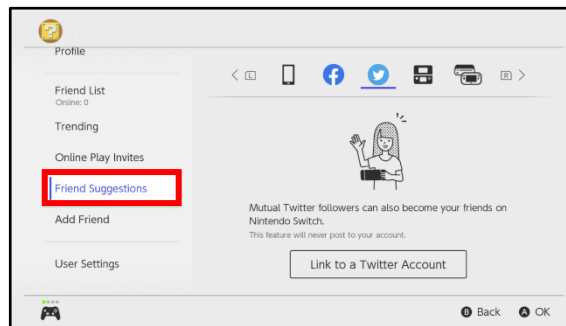 Profile
Friend List
Online: 0
Trending
Online Play Invites
Friend Suggestions
Add Friend
User Settings
L
R
Mutual Twitter followers can also become your friends on
Nintendo Switch.
This feature will never post to your account.
Link to a Twitter Account
B Back A OK